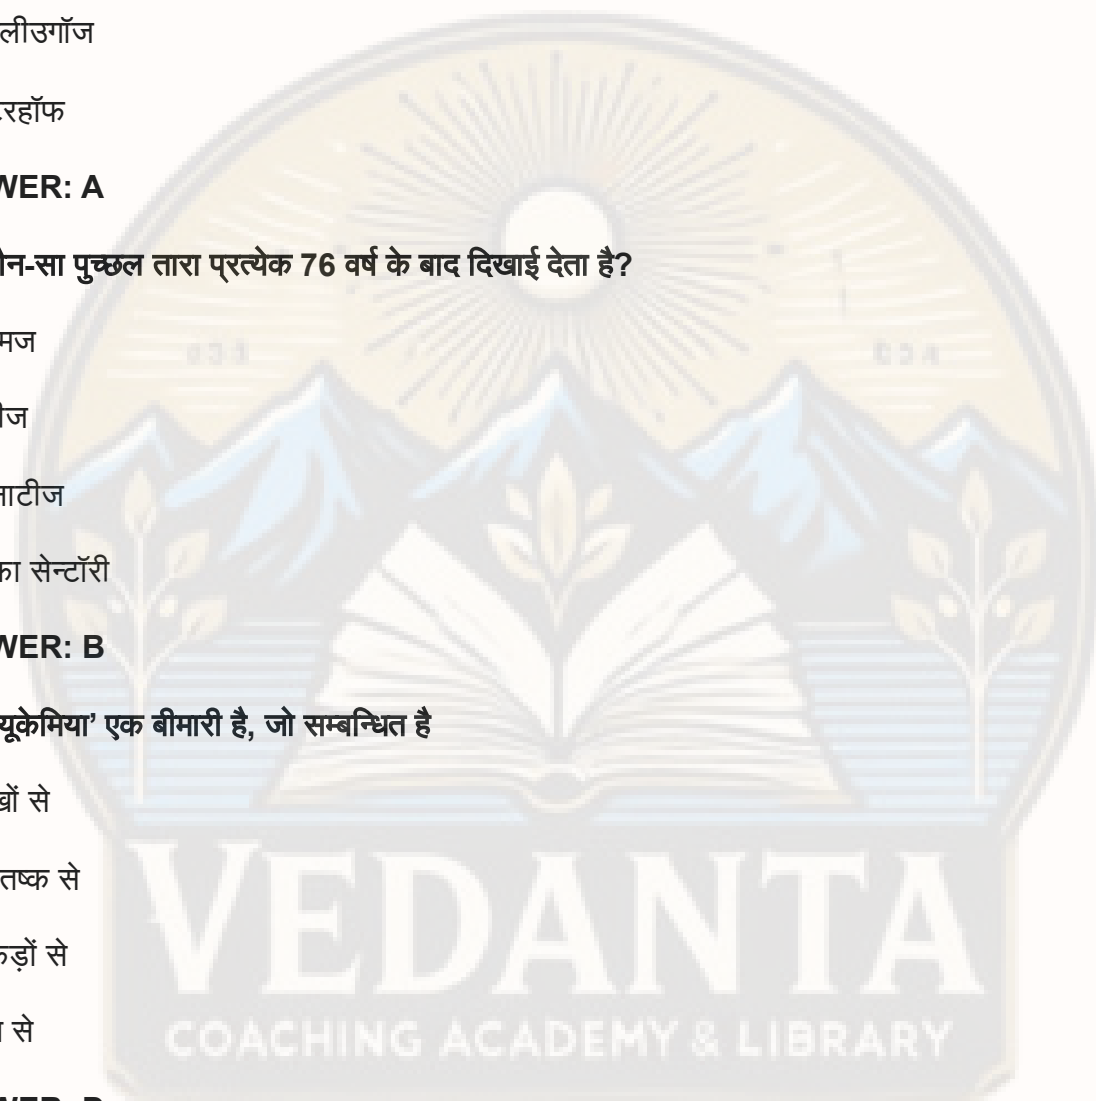 लीउगॉज
रहॉफ
WER: A
न-सा पुच्छल तारा प्रत्येक 76 वर्ष के बाद दिखाई देता है?
मज
ज
नाटीज
का सेन्टॉरी
WER: B
यूकेमिया’ एक बीमारी है, जो सम्बन्धित है
खों से
तष्क से
कड़ों से
से
VEDANTA
COACHING ACADEMY & LIBRARY